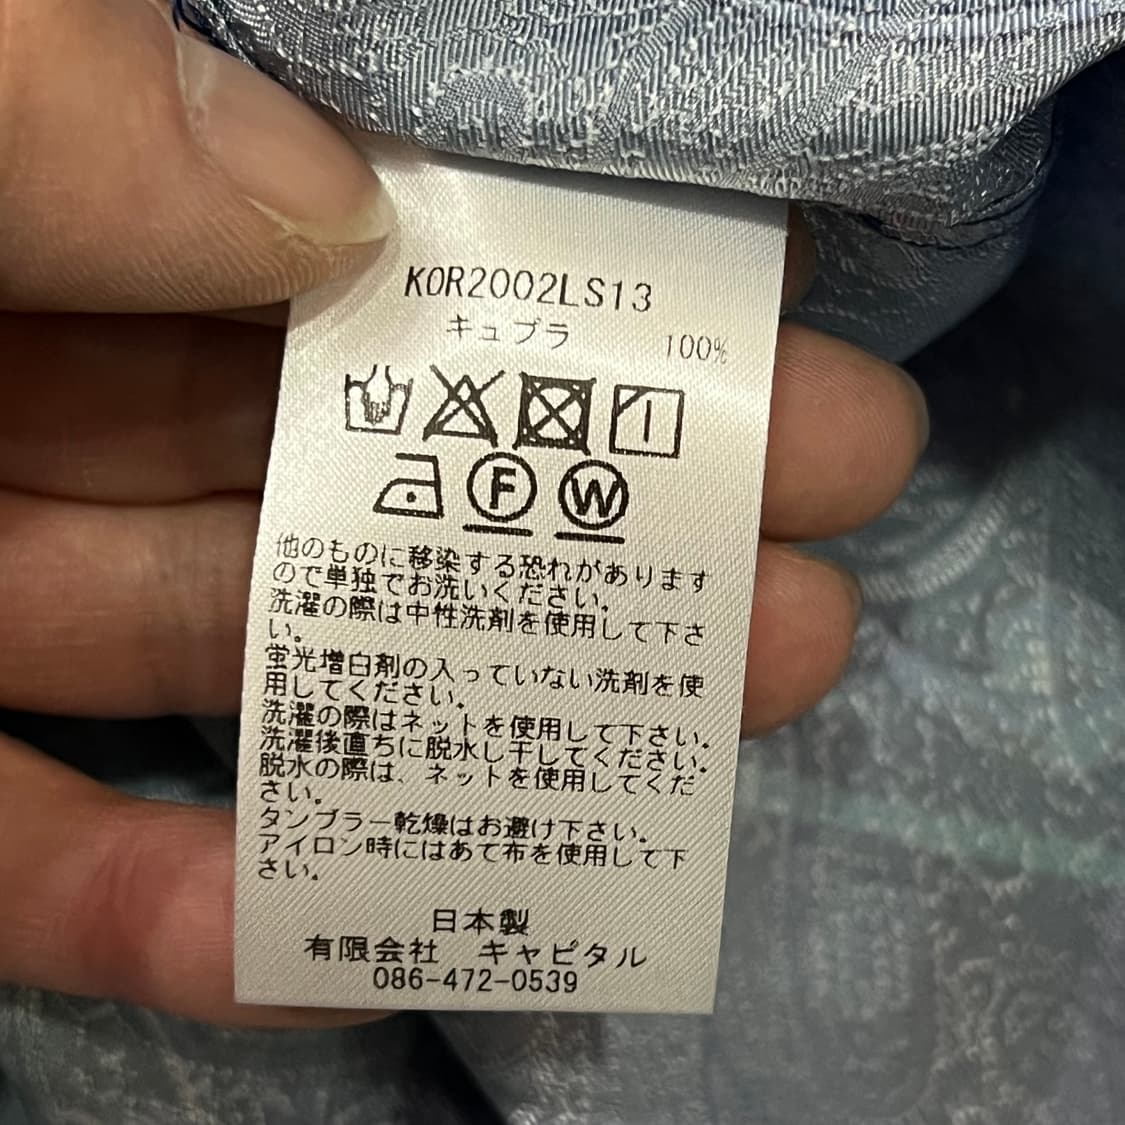 K0R2002LS13
キュプラ 100%
F W
他のものに移染する恐れがあります
ので単独でお洗いください。
洗濯の際は中性洗剤を使用して下さ
い。
蛍光増白剤の入っていない洗剤を使
用してください。
洗濯の際はネットを使用して下さい。
洗濯後直ちに脱水し干してください。
脱水の際は、ネットを使用してくだ
さい。
タンブラー乾燥はお避け下さい。
アイロン時にはあて布を使用して下
さい。
日本製
有限会社 キャピタル
086-472-0539